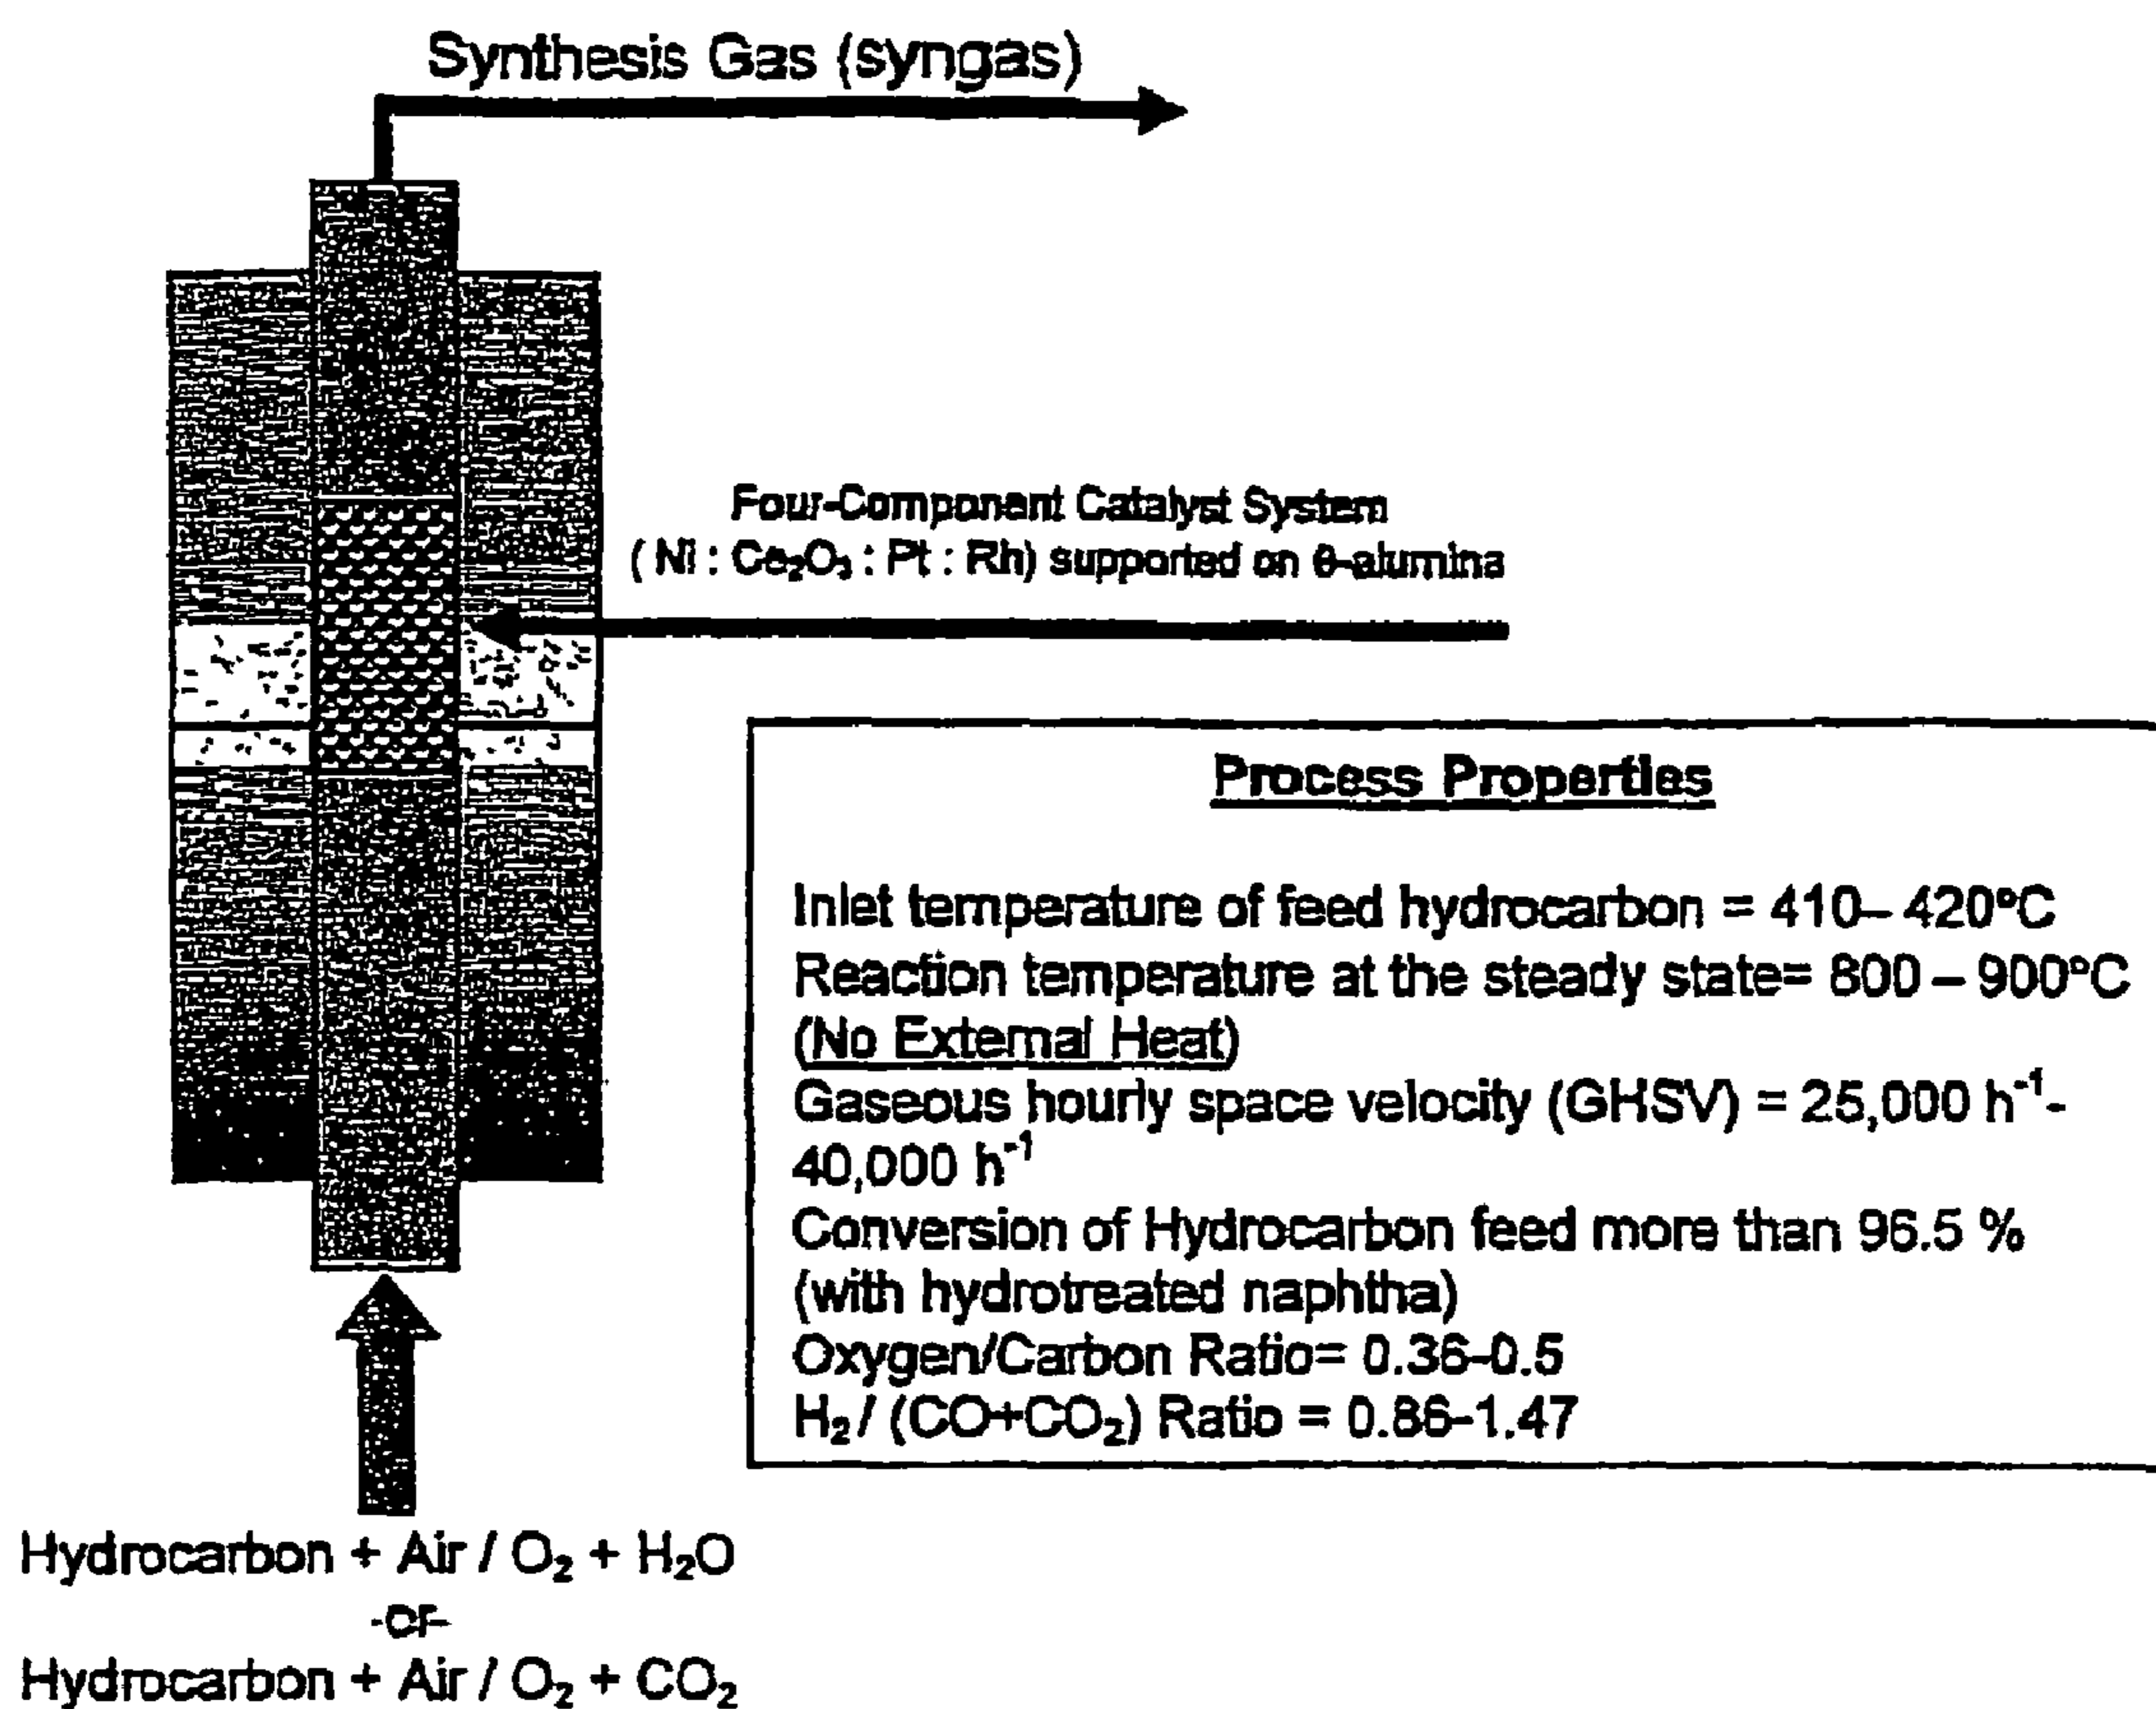 Synthesis Gas (syngas)
Four-Component Catalyst System
( Ni : Ce₂O₃ : Pt : Rh) supported on θ-alumina
Process Properties
Inlet temperature of feed hydrocarbon = 410– 420°C
Reaction temperature at the steady state= 800 – 900°C
(No External Heat)
Gaseous hourly space velocity (GHSV) = 25,000 h⁻¹-
40,000 h⁻¹
Conversion of Hydrocarbon feed more than 96.5 %
(with hydrotreated naphtha)
Oxygen/Carbon Ratio= 0.36-0.5
H₂ / (CO+CO₂) Ratio = 0.86-1.47
Hydrocarbon + Air / O₂ + H₂O
-or-
Hydrocarbon + Air / O₂ + CO₂